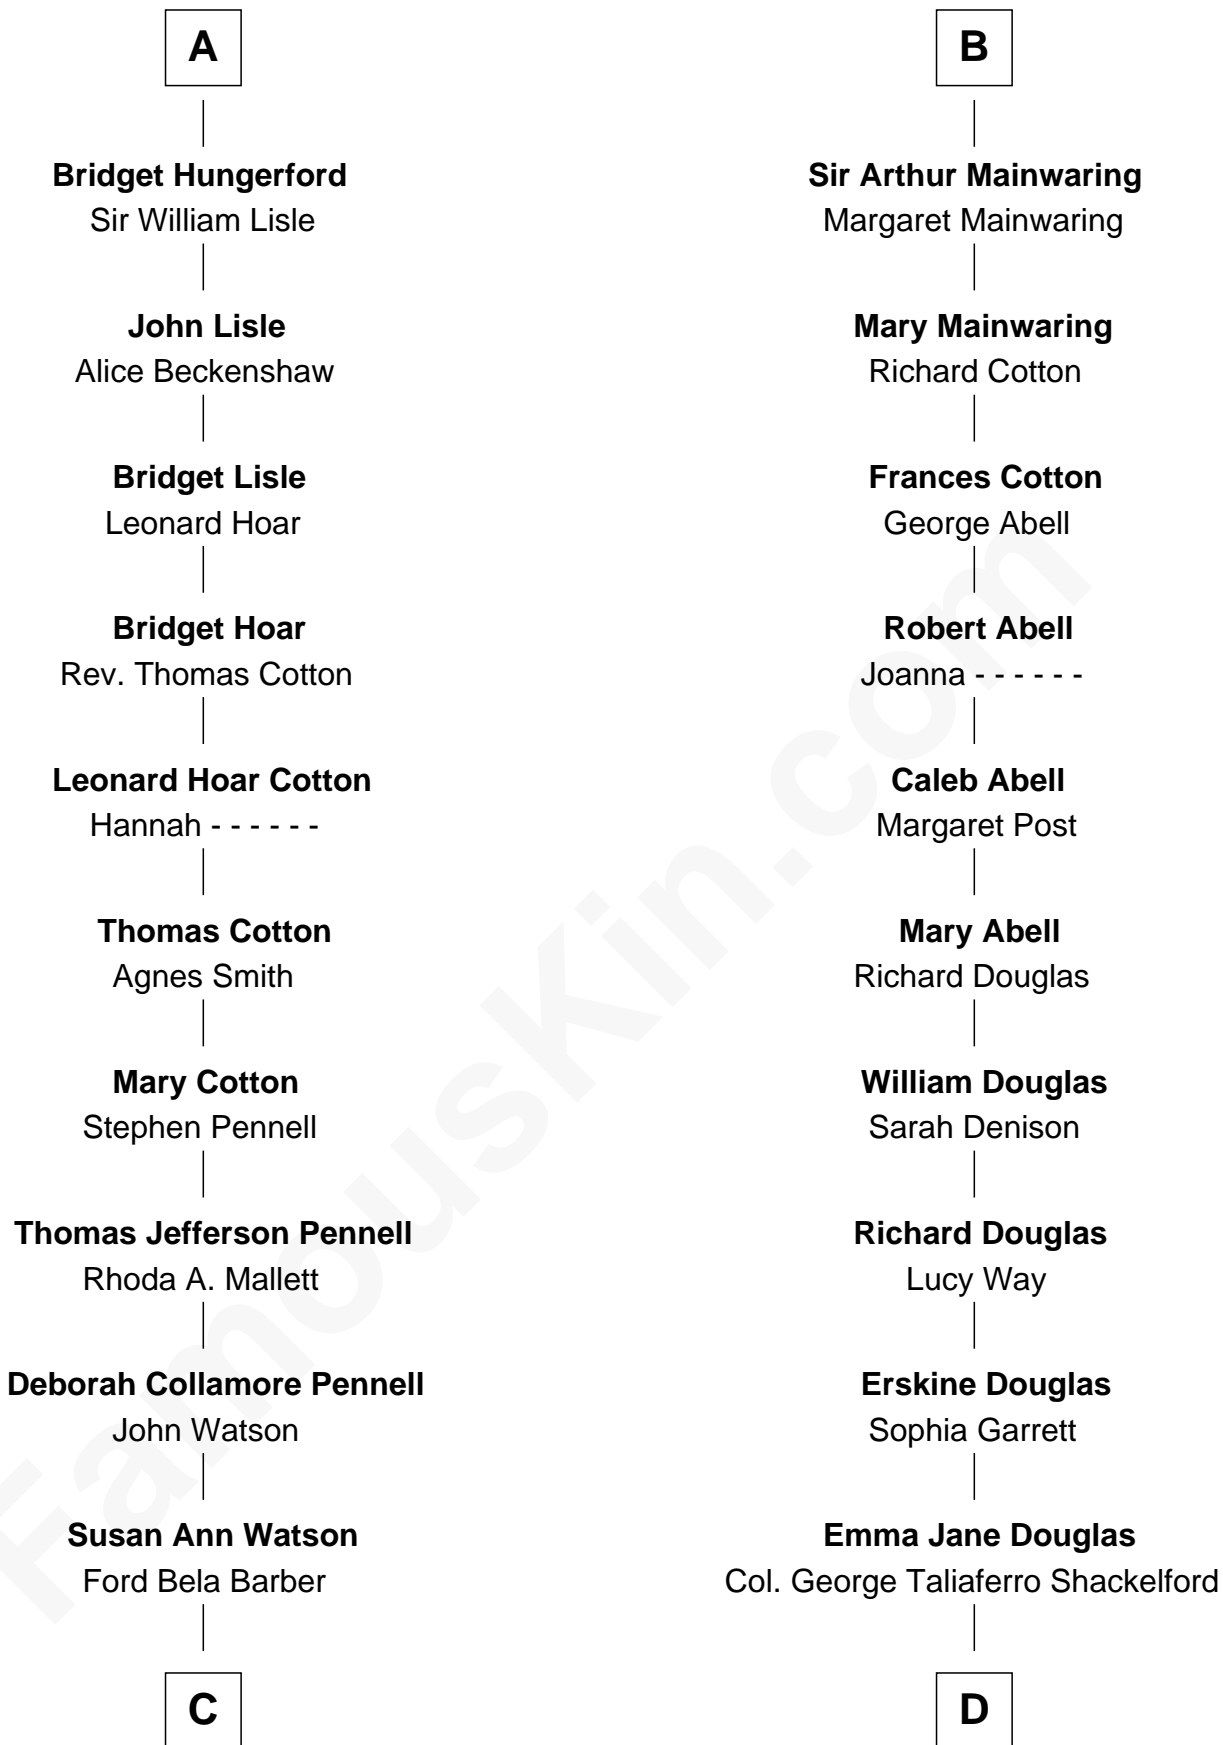 A
Bridget Hungerford
Sir William Lisle
John Lisle
Alice Beckenshaw
Bridget Lisle
Leonard Hoar
Bridget Hoar
Rev. Thomas Cotton
Leonard Hoar Cotton
Hannah - - - - - -
Thomas Cotton
Agnes Smith
Mary Cotton
Stephen Pennell
Thomas Jefferson Pennell
Rhoda A. Mallett
Deborah Collamore Pennell
John Watson
Susan Ann Watson
Ford Bela Barber
C
B
Sir Arthur Mainwaring
Margaret Mainwaring
Mary Mainwaring
Richard Cotton
Frances Cotton
George Abell
Robert Abell
Joanna - - - - - -
Caleb Abell
Margaret Post
Mary Abell
Richard Douglas
William Douglas
Sarah Denison
Richard Douglas
Lucy Way
Erskine Douglas
Sophia Garrett
Emma Jane Douglas
Col. George Taliaferro Shackelford
D
FamousKin.com